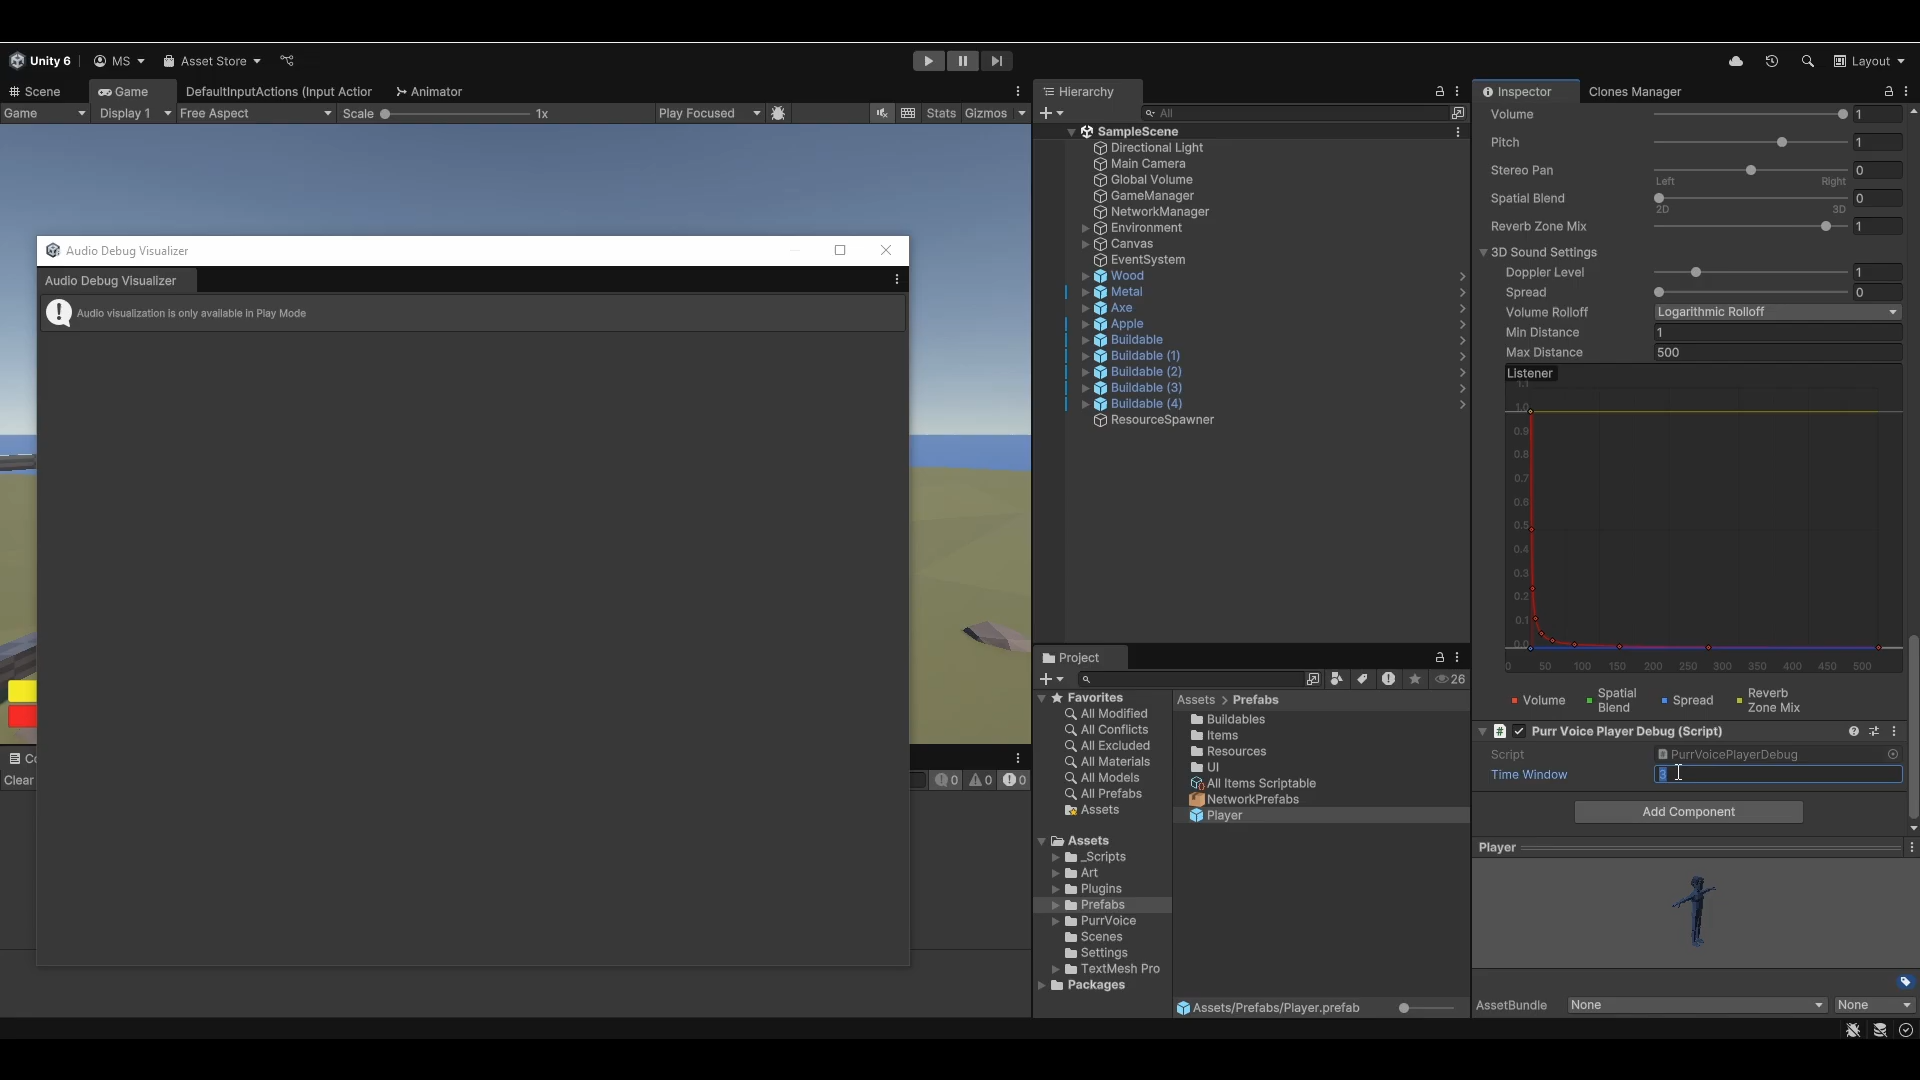 Unity 6
MS
Asset Store
Layout
Scene
Game
DefaultInputActions (Input Action
Animator
Game
Display 1
Free Aspect
Scale
1x
Play Focused
Stats
Gizmos
Audio Debug Visualizer
Audio Debug Visualizer
Audio visualization is only available in Play Mode
Clear
0
0
0
Hierarchy
All
SampleScene
Directional Light
Main Camera
Global Volume
GameManager
NetworkManager
Environment
Canvas
EventSystem
Wood
Metal
Axe
Apple
Buildable
Buildable (1)
Buildable (2)
Buildable (3)
Buildable (4)
ResourceSpawner
Project
26
Favorites
All Modified
All Conflicts
All Excluded
All Materials
All Models
All Prefabs
Assets
Assets
_Scripts
Art
Plugins
Prefabs
PurrVoice
Scenes
Settings
TextMesh Pro
Packages
Assets > Prefabs
Buildables
Items
Resources
UI
All Items Scriptable
NetworkPrefabs
Player
Assets/Prefabs/Player.prefab
Inspector
Clones Manager
Volume 1
Pitch 1
Stereo Pan 0
Left Right
Spatial Blend 0
2D 3D
Reverb Zone Mix 1
3D Sound Settings
Doppler Level 1
Spread 0
Volume Rolloff Logarithmic Rolloff
Min Distance 1
Max Distance 500
Listener
1.1
1.0
0.9
0.8
0.7
0.6
0.5
0.4
0.3
0.2
0.1
0.0
0 50 100 150 200 250 300 350 400 450 500
Volume
Spatial Blend
Spread
Reverb Zone Mix
Purr Voice Player Debug (Script)
Script PurrVoicePlayerDebug
Time Window 3
Add Component
Player
AssetBundle None None